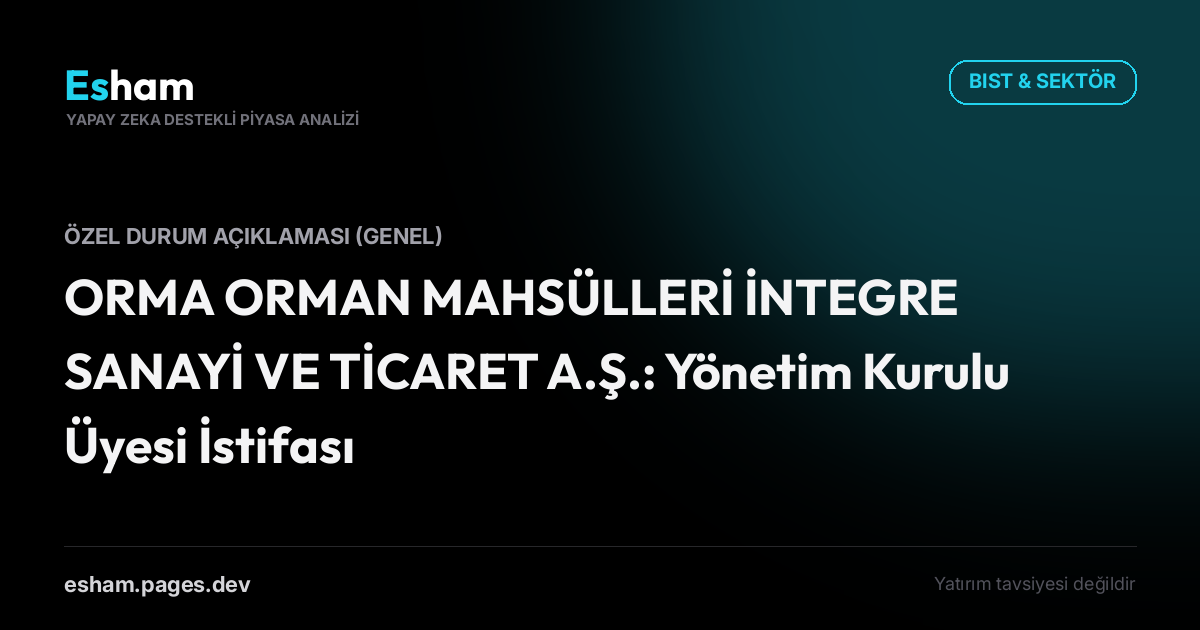 Esham
YAPAY ZEKA DESTEKLİ PİYASA ANALİZİ
BIST & SEKTÖR
ÖZEL DURUM AÇIKLAMASI (GENEL)
ORMA ORMAN MAHSÜLLERİ İNTEGRE
SANAYİ VE TİCARET A.Ş.: Yönetim Kurulu
Üyesi İstifası
esham.pages.dev
Yatırım tavsiyesi değildir